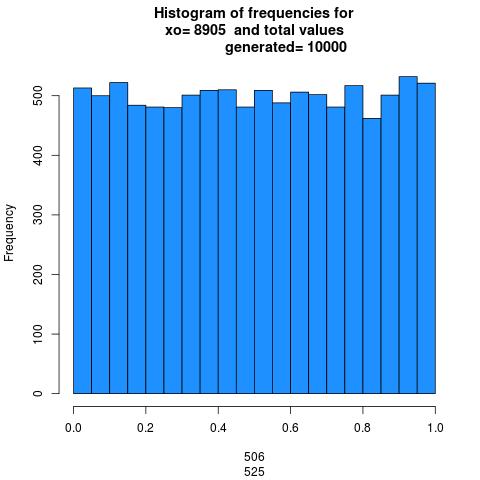 Histogram of frequencies for
xo= 8905  and total values
generated= 10000
500
400
300
200
100
0
Frequency
0.0 0.2 0.4 0.6 0.8 1.0
506
525